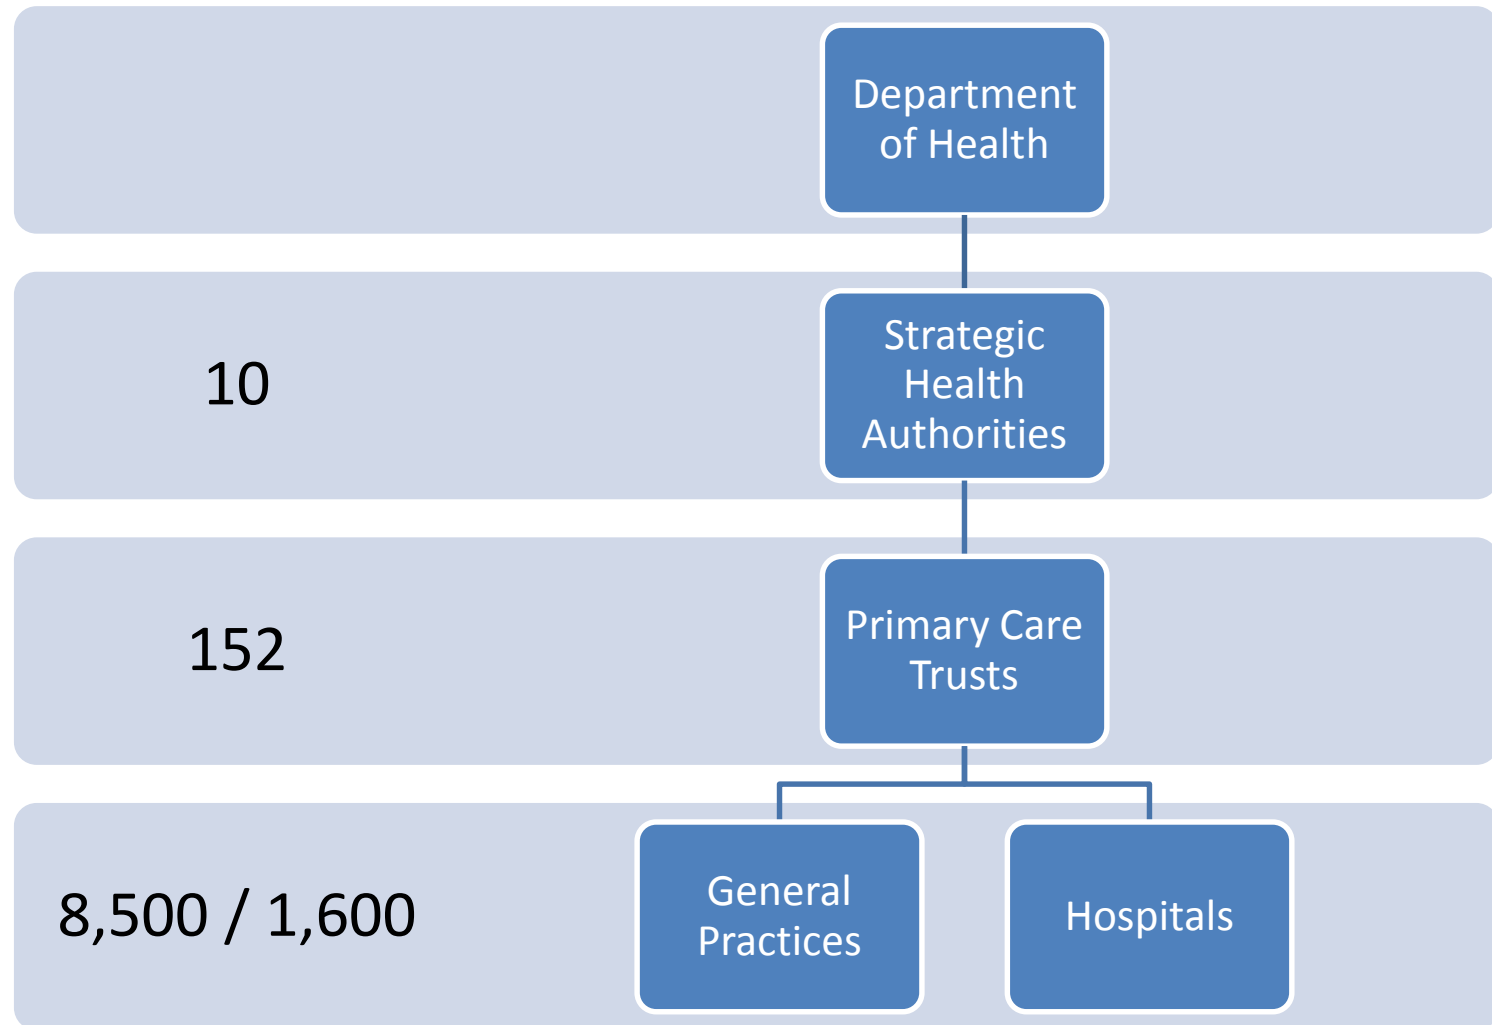 Department
of Health
10
Strategic
Health
Authorities
152
Primary Care
Trusts
8,500 / 1,600
General
Practices
Hospitals